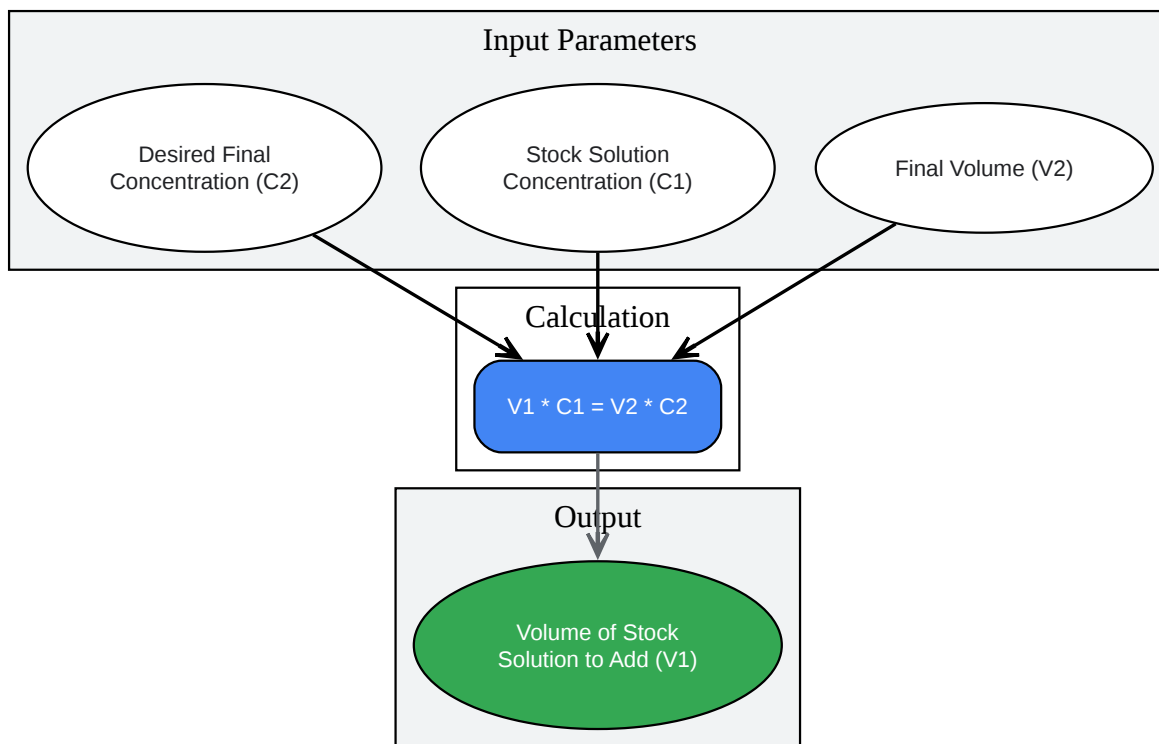 Input Parameters
Desired Final
Concentration (C2)
Stock Solution
Concentration (C1)
Final Volume (V2)
Calculation
V1 * C1 = V2 * C2
Output
Volume of Stock
Solution to Add (V1)